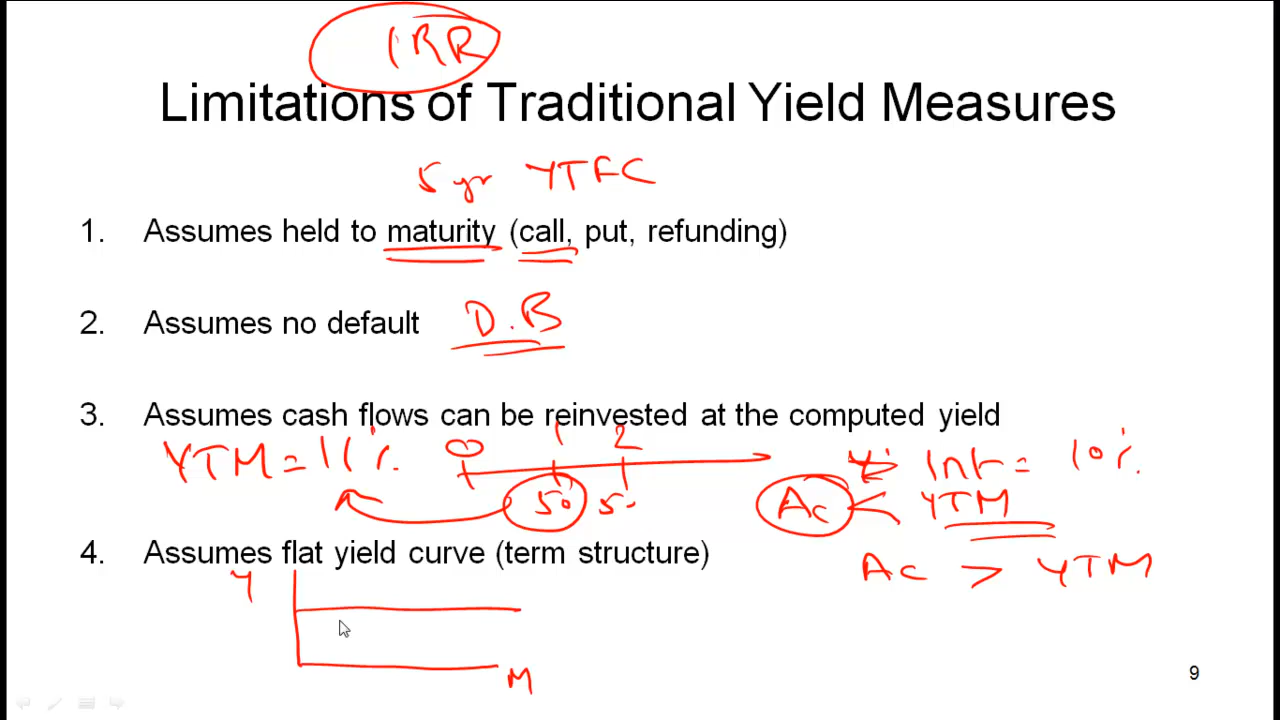 IRR
Limitations of Traditional Yield Measures
5 yr YTFC
1. Assumes held to maturity (call, put, refunding)
2. Assumes no default D.B
3. Assumes cash flows can be reinvested at the computed yield
YTM = 11%. 0 1 2 Int = 10%.
50 50 Ac < YTM
4. Assumes flat yield curve (term structure)
Ac > YTM
Y
M
9